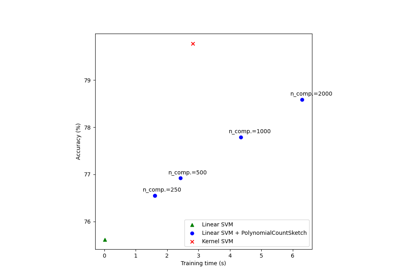 n_comp.=2000
79
n_comp.=1000
78
Accuracy (%)
n_comp.=500
77
n_comp.=250
76
Linear SVM
Linear SVM + PolynomialCountSketch
Kernel SVM
0 1 2 3 4 5 6
Training time (s)